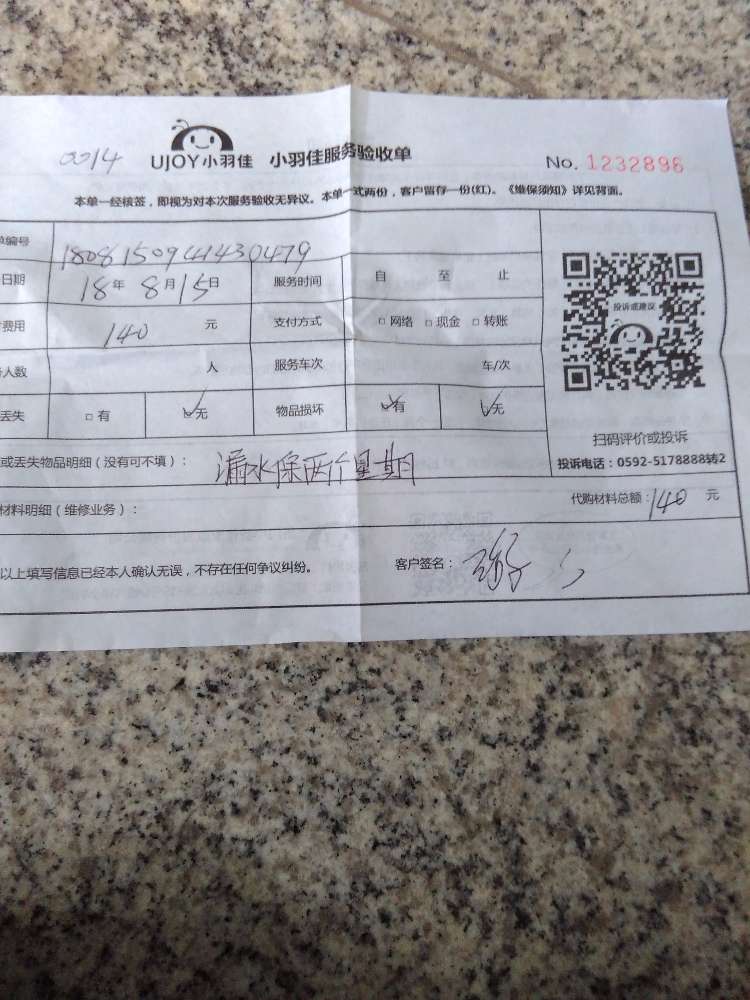 0014 UJOY小羽佳 小羽佳服务验收单 No. 1232896
本单一经核签，即视为对本次服务验收无异议。本单一式两份，客户留存一份(红)。《维保须知》详见背面。
单编号 18081509441430479
日期 18年 8月15日 服务时间 自 至 止
费用 140 元 支付方式 □网络 □现金 □转账
人数 人 服务车次 车/次
丢失 □有 ☑无 物品损坏 ☑有 ☑无
投诉或建议
扫码评价或投诉
投诉电话：0592-5178888转2
或丢失物品明细（没有可不填）： 漏水保两个星期
材料明细（维修业务）： 代购材料总额：140 元
以上填写信息已经本人确认无误，不存在任何争议纠纷。 客户签名：